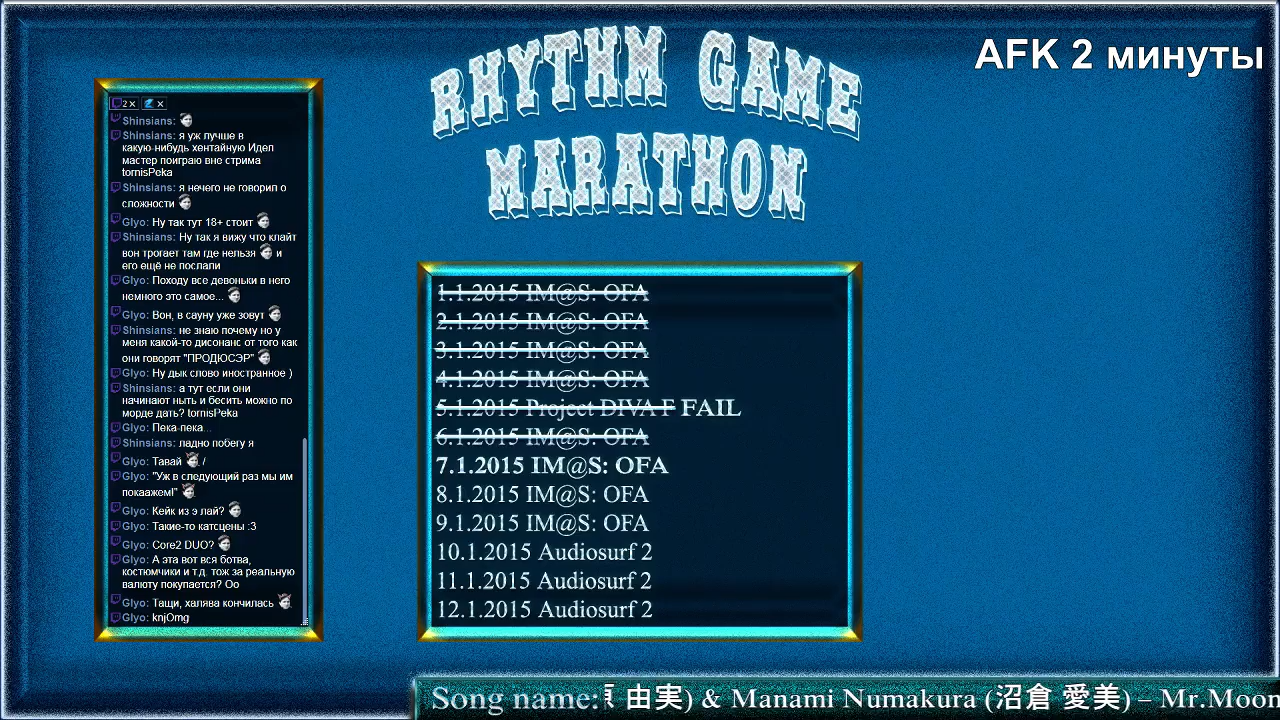 RHYTHM GAME
MARATHON
AFK 2 минуты
2
Shinsians:
Shinsians: я уж лучше в
какую-нибудь хентайную Идел
мастер поиграю вне стрима
tornisPeka
Shinsians: я нечего не говорил о
сложности
Glyo: Ну так тут 18+ стоит
Shinsians: Ну так я вижу что клайт
вон трогает там где нельзя и
его ещё не послали
Glyo: Походу все девоньки в него
немного это самое...
Glyo: Вон, в сауну уже зовут
Shinsians: не знаю почему но у
меня какой-то дисонанс от того как
они говорят "ПРОДЮСЭР"
Glyo: Ну дык слово иностранное )
Shinsians: а тут если они
начинают ныть и бесить можно по
морде дать? tornisPeka
Glyo: Пека-пека...
Shinsians: ладно побегу я
Glyo: Тавай /
Glyo: "Уж в следующий раз мы им
покаажем!"
Glyo: Кейк из э лай?
Glyo: Такие-то катсцены :3
Glyo: Core2 DUO?
Glyo: А эта вот вся ботва,
костюмчики и т.д. тож за реальную
валюту покупается? Оо
Glyo: Тащи, халява кончилась
Glyo: knjOmg
1.1.2015 IM@S: OFA
2.1.2015 IM@S: OFA
3.1.2015 IM@S: OFA
4.1.2015 IM@S: OFA
5.1.2015 Project DIVA F FAIL
6.1.2015 IM@S: OFA
7.1.2015 IM@S: OFA
8.1.2015 IM@S: OFA
9.1.2015 IM@S: OFA
10.1.2015 Audiosurf 2
11.1.2015 Audiosurf 2
12.1.2015 Audiosurf 2
Song name: 由実) & Manami Numakura (沼倉 愛美) – Mr.Moon